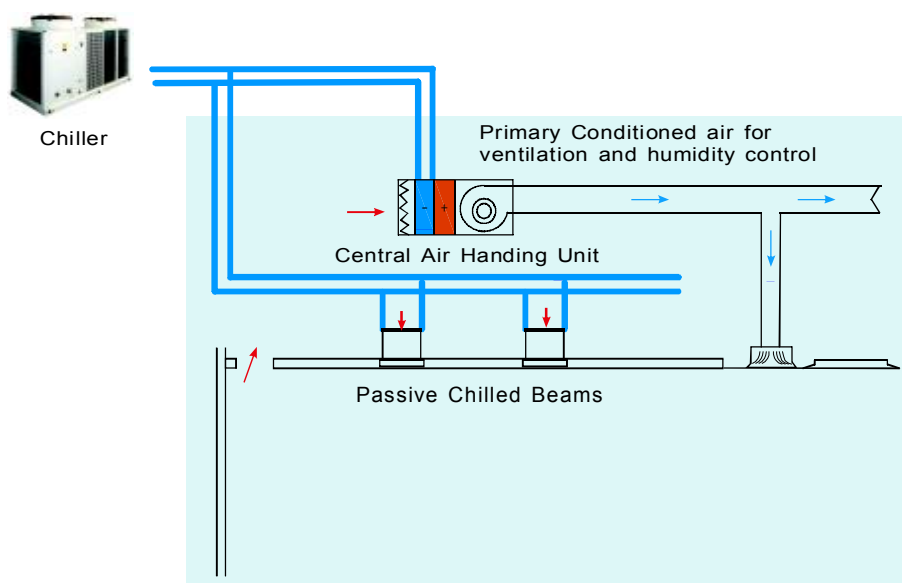 Chiller
Primary Conditioned air for
ventilation and humidity control
- +
Central Air Handing Unit
Passive Chilled Beams